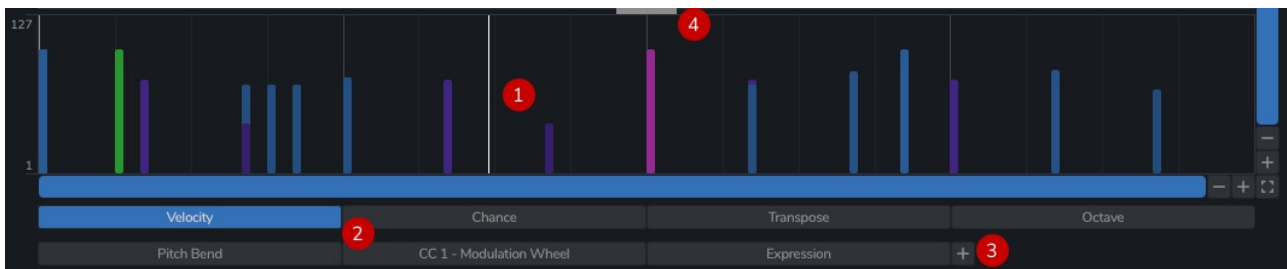 127
4
1
1
Velocity
Chance
Transpose
Octave
2
Pitch Bend
CC 1 - Modulation Wheel
Expression
+
3